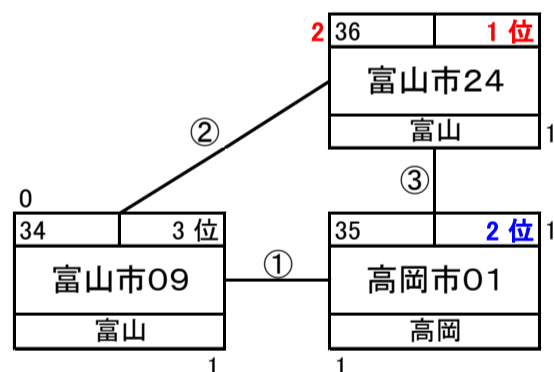 2 36 1 位
富山市24
富山 1
②
③
0
34 3 位
35 2 位 1
富山市09
①
高岡市01
富山
高岡
1
1